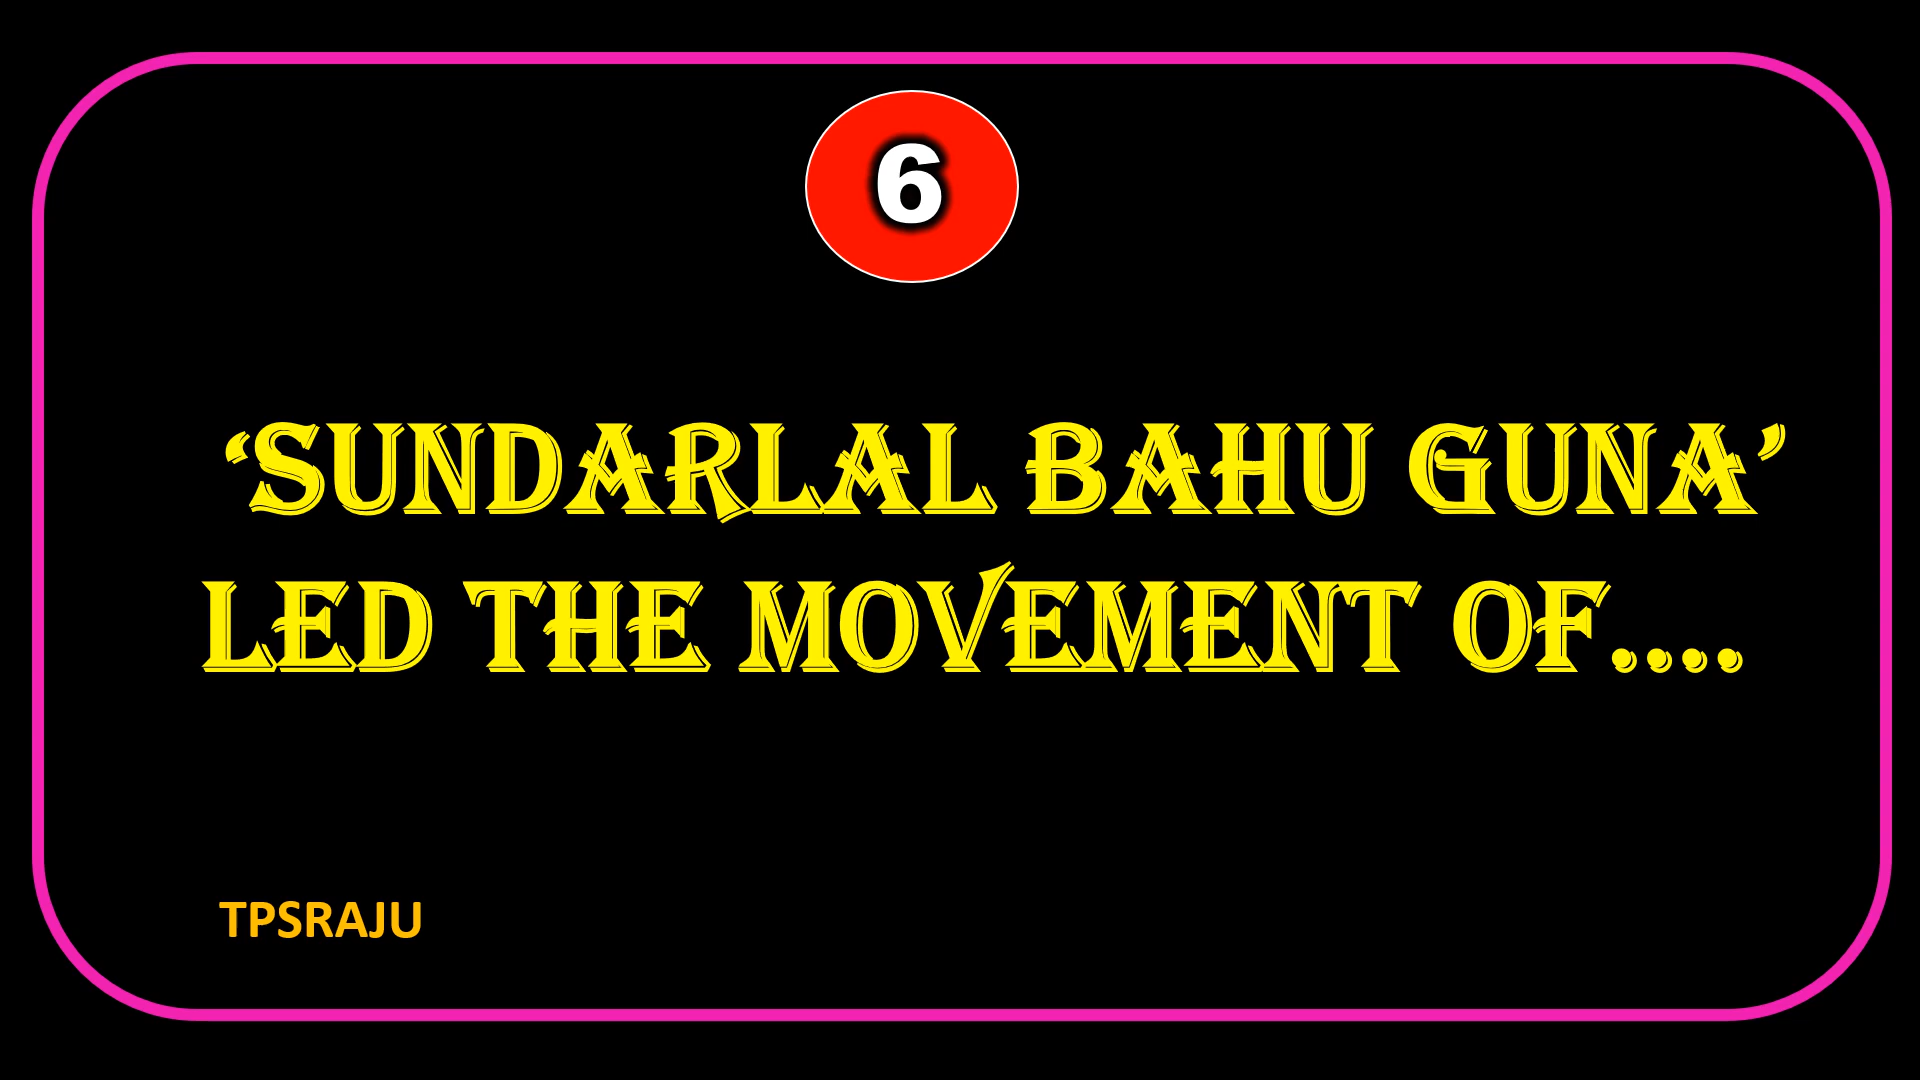 6
‘SUNDARLAL BAHU GUNA’
LED THE MOVEMENT OF....
TPSRAJU